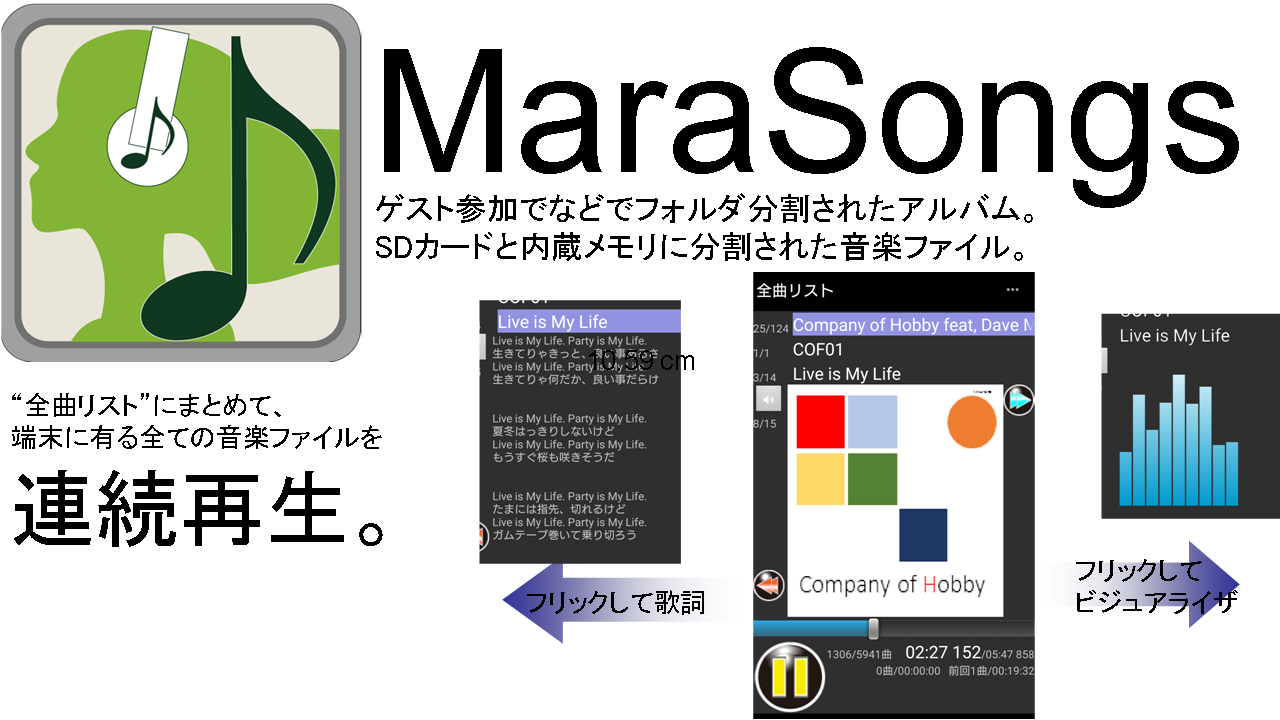 MaraSongs
ゲスト参加でなどでフォルダ分割されたアルバム。
SDカードと内蔵メモリに分割された音楽ファイル。
“全曲リスト”にまとめて、
端末に有る全ての音楽ファイルを
連続再生。
COF01
Live is My Life
Live is My Life. Party is My Life.
生きてりゃきっと、良い事あるさ
Live is My Life. Party is My Life.
生きてりゃ何だか、良い事だらけ
10.59 cm
Live is My Life. Party is My Life.
夏冬はっきりしないけど
Live is My Life. Party is My Life.
もうすぐ桜も咲きそうだ
Live is My Life. Party is My Life.
たまには指先、切れるけど
Live is My Life. Party is My Life.
ガムテープ巻いて乗り切ろう
フリックして歌詞
全曲リスト
25/124 Company of Hobby feat, Dave M
1/1 COF01
3/14 Live is My Life
8/15
Company of Hobby
1306/5941曲 02:27 152/05:47 858
0曲/00:00:00 前回1曲/00:19:32
COF01
Live is My Life
フリックして
ビジュアライザ